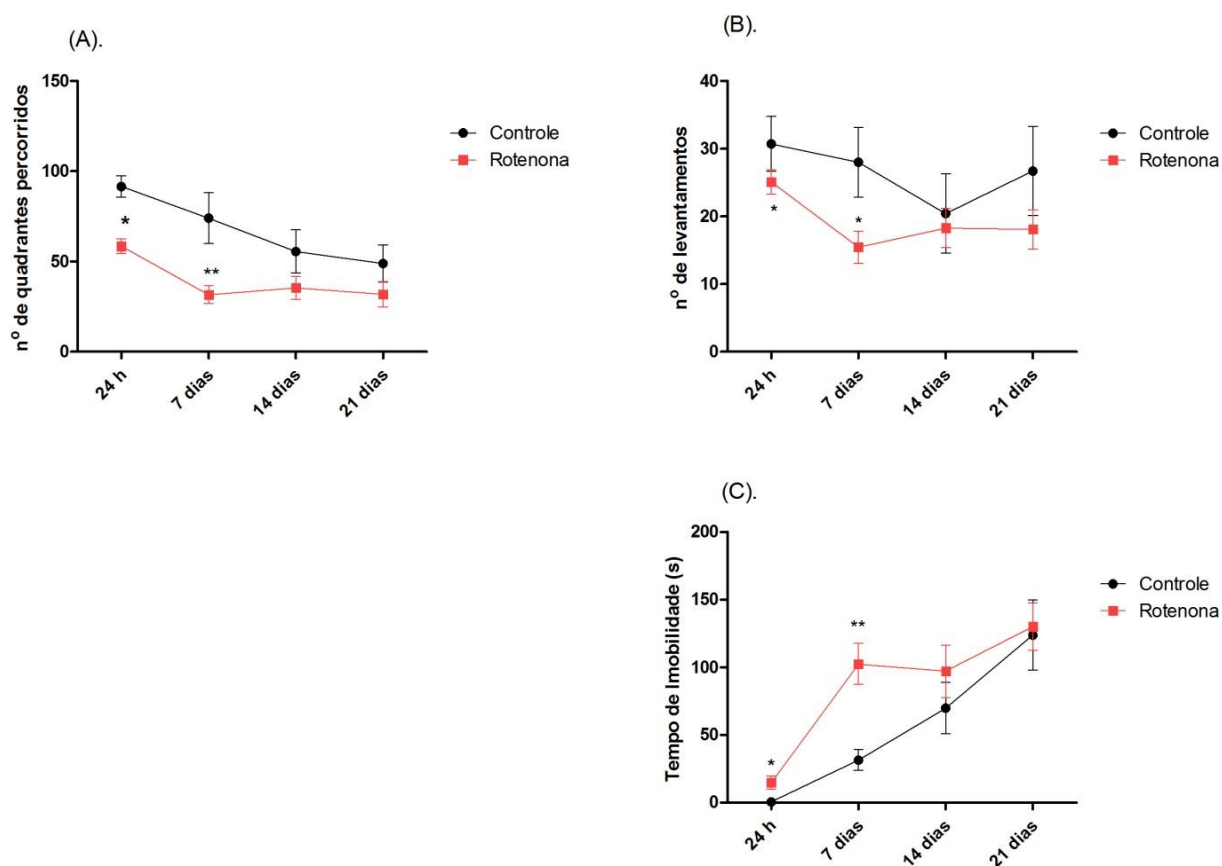 (A).
nº de quadrantes percorridos
150
100
50
0
*
**
24 h
7 dias
14 dias
21 dias
Controle
Rotenona
(B).
nº de levantamentos
40
30
20
10
0
*
*
24 h
7 dias
14 dias
21 dias
Controle
Rotenona
(C).
Tempo de Imobilidade (s)
200
150
100
50
0
*
**
24 h
7 dias
14 dias
21 dias
Controle
Rotenona